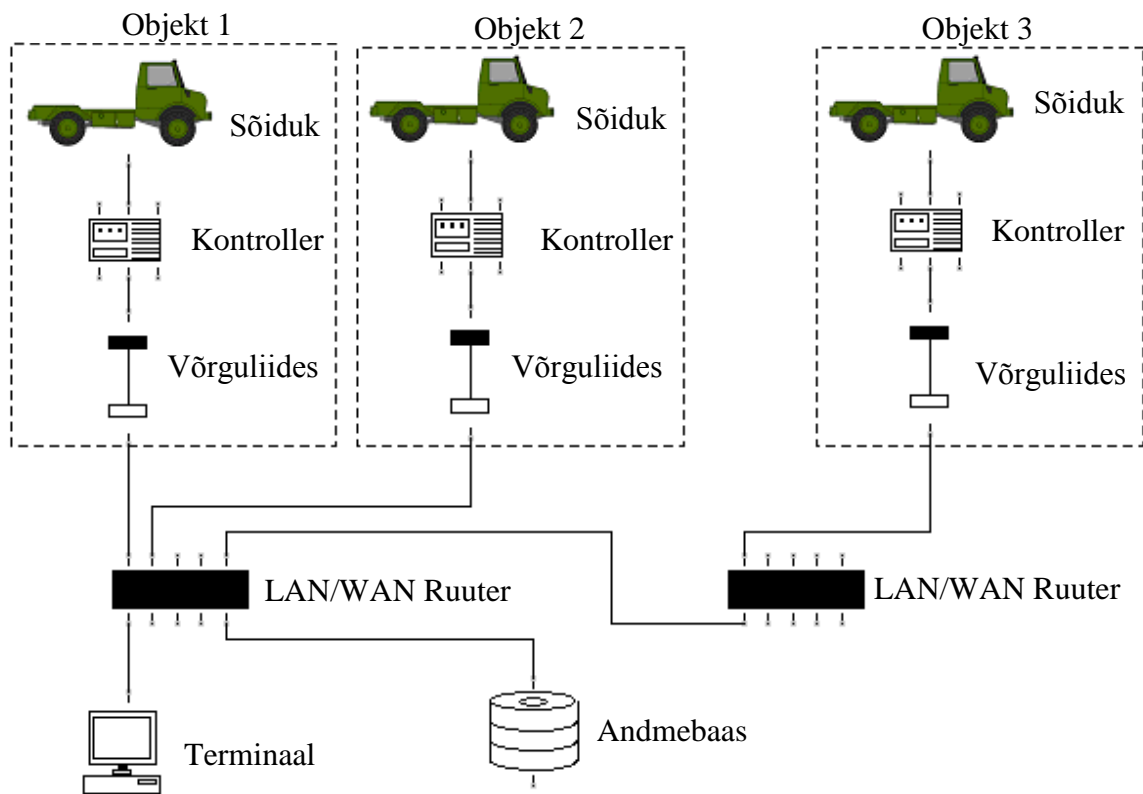 Objekt 1
Objekt 2
Objekt 3
Sõiduk
Sõiduk
Sõiduk
Kontroller
Kontroller
Kontroller
Võrguliides
Võrguliides
Võrguliides
LAN/WAN Ruuter
LAN/WAN Ruuter
Terminaal
Andmebaas